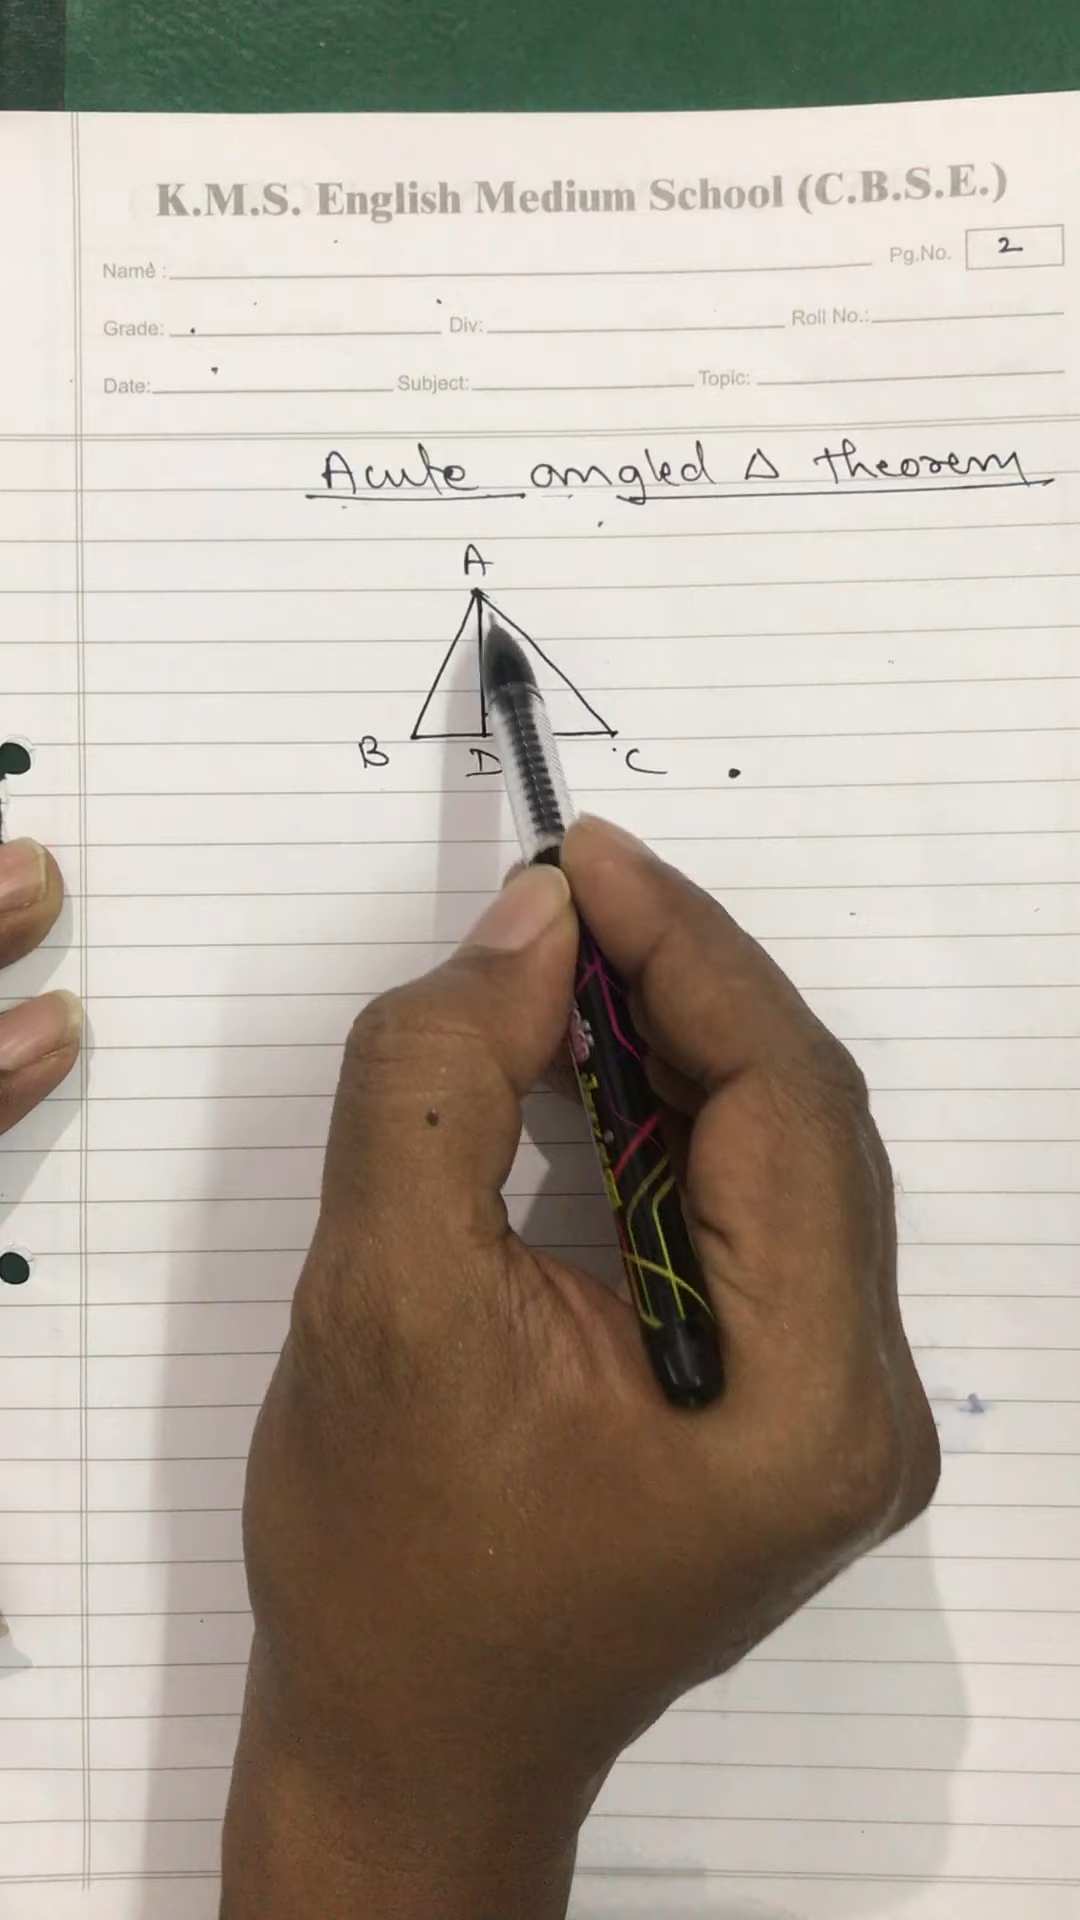 K.M.S. English Medium School (C.B.S.E.)
Name : Pg.No. 2
Grade: Div: Roll No.:
Date: Subject: Topic:
Acute angled Δ theorem
A
B D C